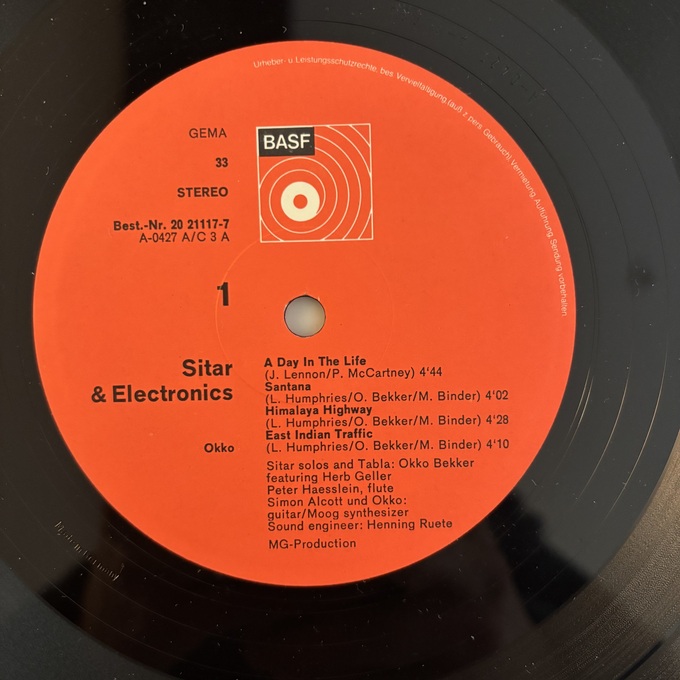 Urheber- u. Leistungsschutzrechte, bes. Vervielfältigung (auß. z. pers. Gebrauch), Vermietung, Aufführung, Sendung vorbehalten.
GEMA
BASF
33
STEREO
Best.-Nr. 20 21117-7
A-0427 A/C 3 A
1
Sitar
& Electronics
Okko
A Day In The Life
(J. Lennon/P. McCartney) 4'44
Santana
(L. Humphries/O. Bekker/M. Binder) 4'02
Himalaya Highway
(L. Humphries/O. Bekker/M. Binder) 4'28
East Indian Traffic
(L. Humphries/O. Bekker/M. Binder) 4'10
Sitar solos and Tabla: Okko Bekker
featuring Herb Geller
Peter Haesslein, flute
Simon Alcott und Okko:
guitar/Moog synthesizer
Sound engineer: Henning Ruete
MG-Production